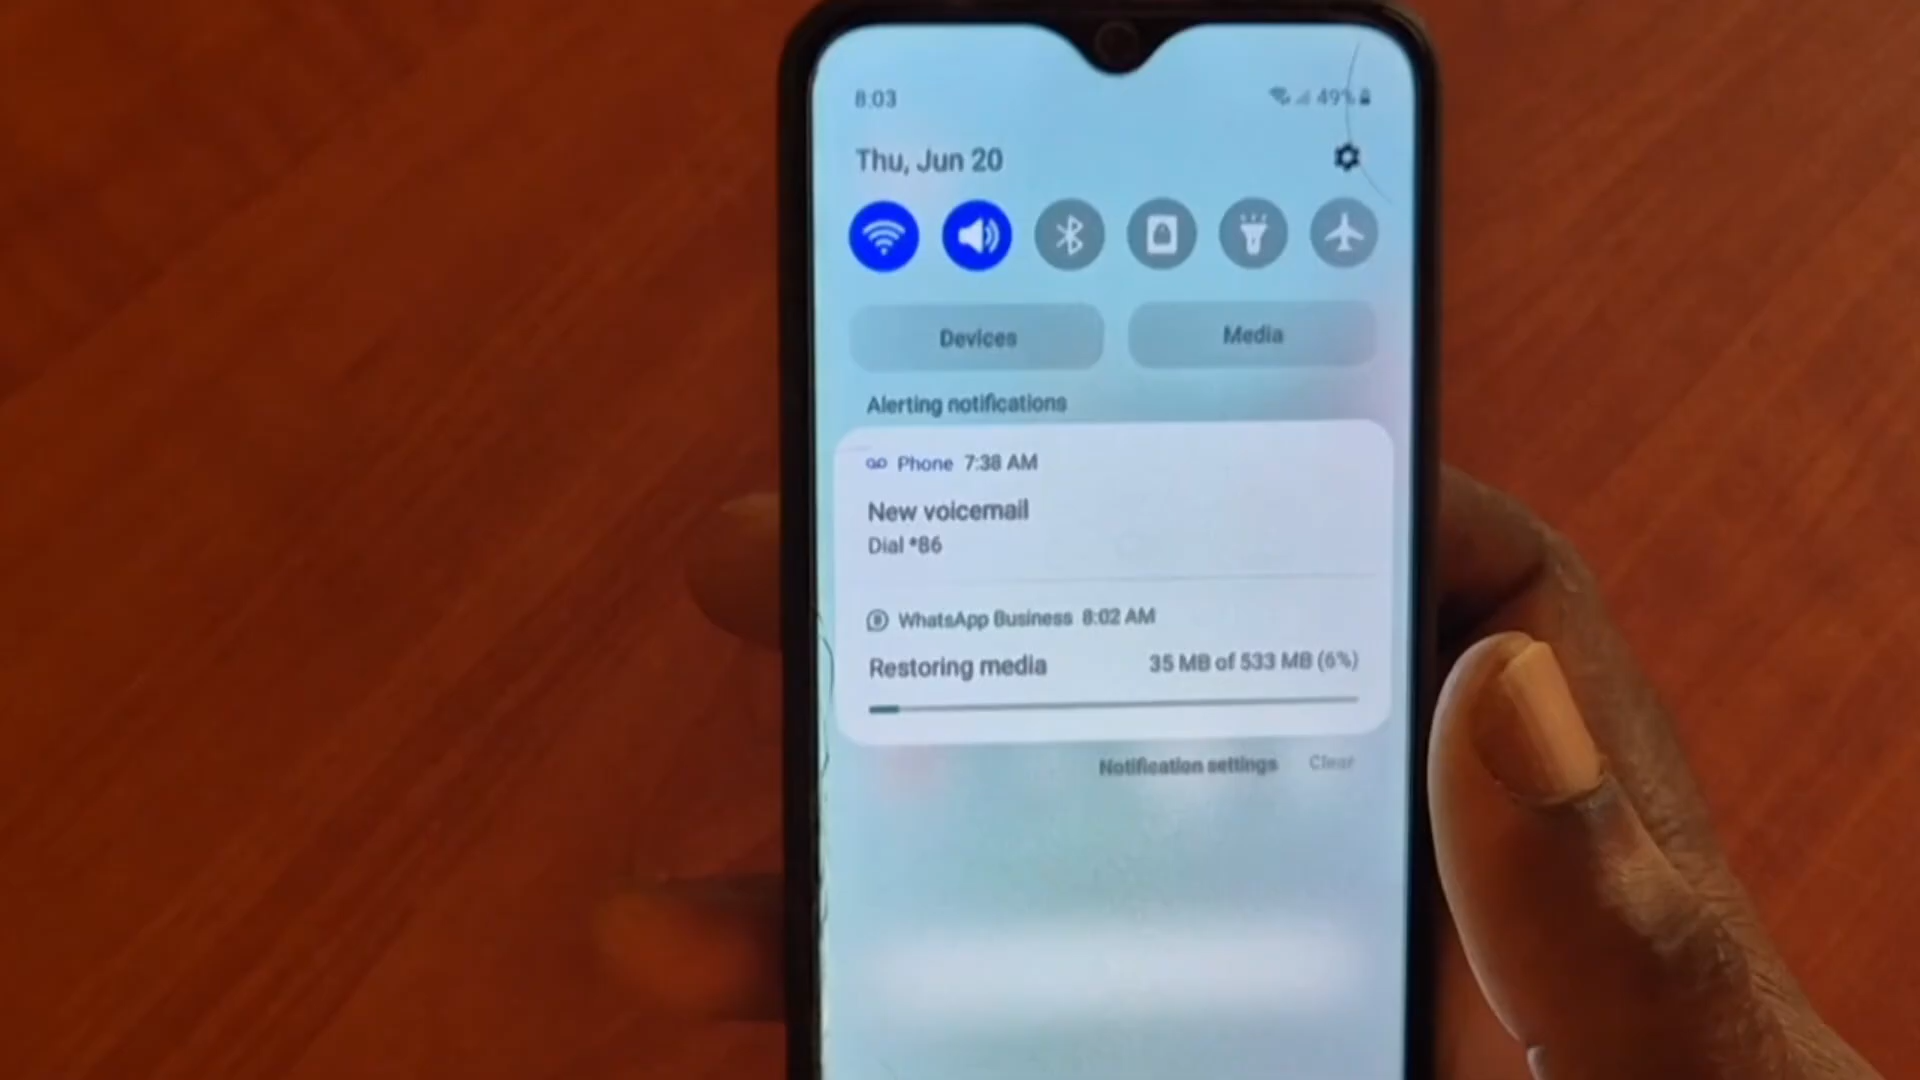 8:03
49%
Thu, Jun 20
Devices
Media
Alerting notifications
Phone 7:38 AM
New voicemail
Dial *86
WhatsApp Business 8:02 AM
Restoring media
35 MB of 533 MB (6%)
Notification settings
Clear